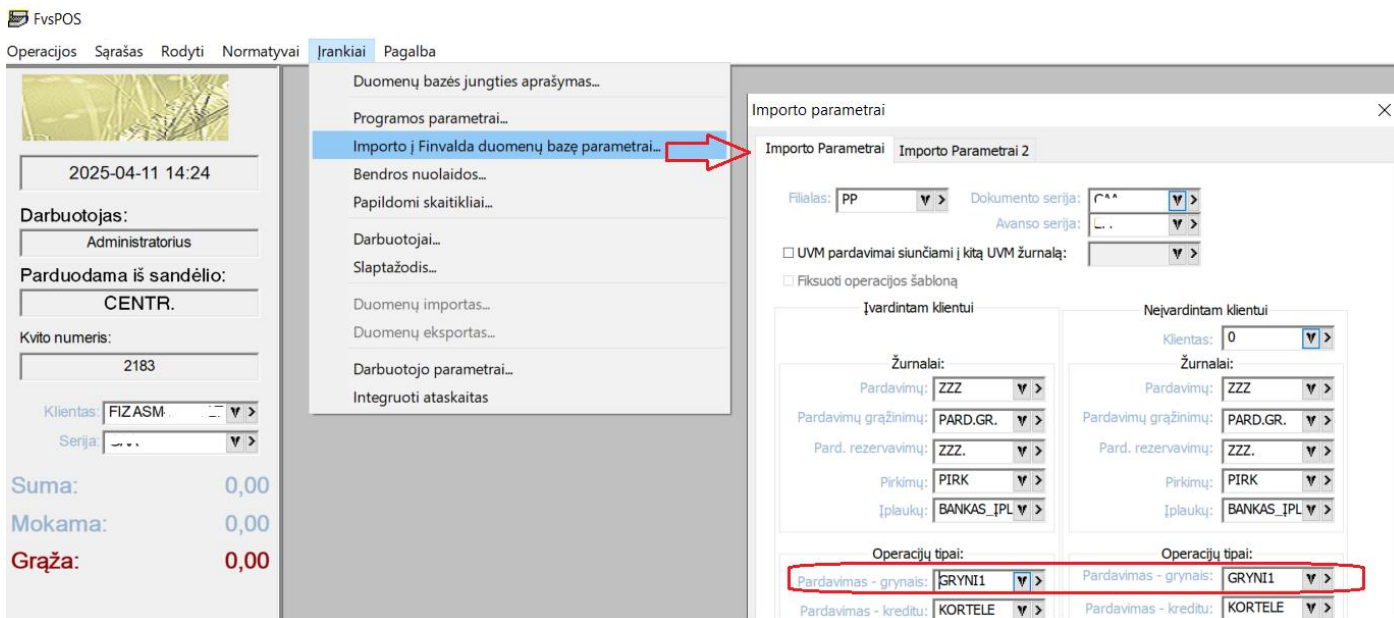 FvsPOS
Operacijos Sąrašas Rodyti Normatyvai Įrankiai Pagalba
2025-04-11 14:24
Darbuotojas:
Administratorius
Parduodama iš sandėlio:
CENTR.
Kvito numeris:
2183
Klientas: FIZASM
Serija:
Suma: 0,00
Mokama: 0,00
Grąža: 0,00
Duomenų bazės jungties aprašymas...
Programos parametrai...
Importo į Finvalda duomenų bazę parametrai...
Bendros nuolaidos...
Papildomi skaitikliai...
Darbuotojai...
Slaptažodis...
Duomenų importas...
Duomenų eksportas...
Darbuotojo parametrai...
Integruoti ataskaitas
Importo parametrai
Importo Parametrai Importo Parametrai 2
Filialas: PP Dokumento serija:
Avanso serija:
UVM pardavimai siunčiami į kitą UVM žurnalą:
Fiksuoti operacijos šabloną
Įvardintam klientui
Žurnalai:
Pardavimų: ZZZ
Pardavimų grąžinimų: PARD.GR.
Pard. rezervavimų: ZZZ.
Pirkimų: PIRK
Įplaukų: BANKAS_ĮPL
Operacijų tipai:
Pardavimas - grynais: GRYNI1
Pardavimas - kreditu: KORTELE
Neįvardintam klientui
Klientas: 0
Žurnalai:
Pardavimų: ZZZ
Pardavimų grąžinimų: PARD.GR.
Pard. rezervavimų: ZZZ.
Pirkimų: PIRK
Įplaukų: BANKAS_ĮPL
Operacijų tipai:
Pardavimas - grynais: GRYNI1
Pardavimas - kreditu: KORTELE